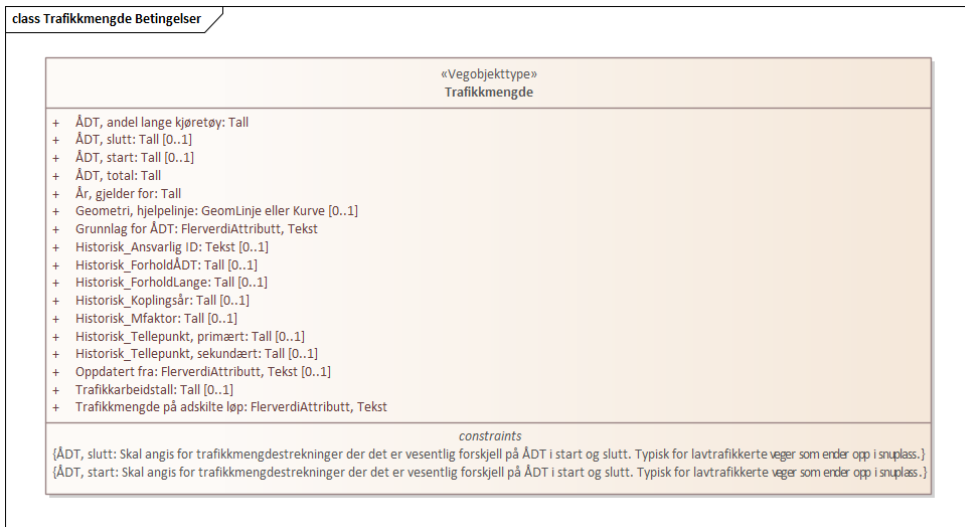 class Trafikkmengde Betingelser
«Vegobjekttype»
Trafikkmengde
+ ÅDT, andel lange kjøretøy: Tall
+ ÅDT, slutt: Tall [0..1]
+ ÅDT, start: Tall [0..1]
+ ÅDT, total: Tall
+ År, gjelder for: Tall
+ Geometri, hjelpelinje: GeomLinje eller Kurve [0..1]
+ Grunnlag for ÅDT: FlerverdiAttributt, Tekst
+ Historisk_Ansvarlig ID: Tekst [0..1]
+ Historisk_ForholdÅDT: Tall [0..1]
+ Historisk_ForholdLange: Tall [0..1]
+ Historisk_Koplingsår: Tall [0..1]
+ Historisk_Mfaktor: Tall [0..1]
+ Historisk_Tellepunkt, primært: Tall [0..1]
+ Historisk_Tellepunkt, sekundært: Tall [0..1]
+ Oppdatert fra: FlerverdiAttributt, Tekst [0..1]
+ Trafikkarbeidstall: Tall [0..1]
+ Trafikkmengde på adskilte løp: FlerverdiAttributt, Tekst
constraints
{ÅDT, slutt: Skal angis for trafikkmengdestrekninger der det er vesentlig forskjell på ÅDT i start og slutt. Typisk for lavtrafikkerte veger som ender opp i snuplass.}
{ÅDT, start: Skal angis for trafikkmengdestrekninger der det er vesentlig forskjell på ÅDT i start og slutt. Typisk for lavtrafikkerte veger som ender opp i snuplass.}